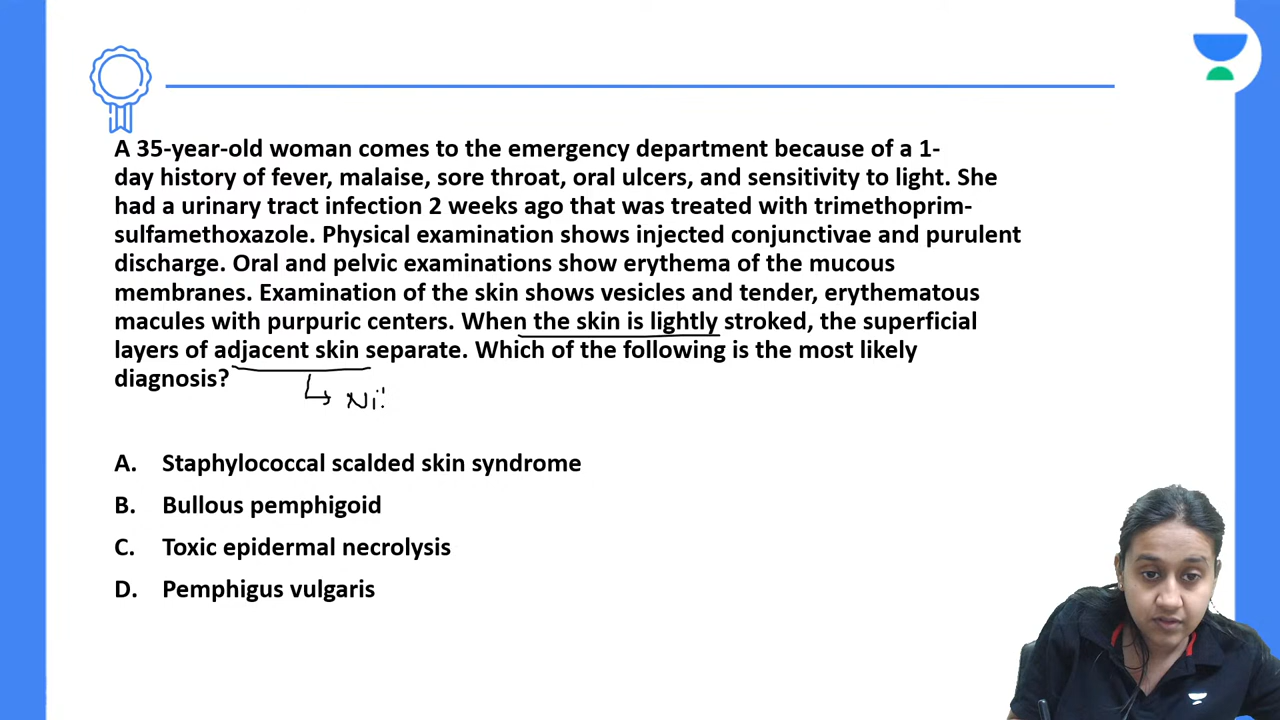 A 35-year-old woman comes to the emergency department because of a 1-
day history of fever, malaise, sore throat, oral ulcers, and sensitivity to light. She
had a urinary tract infection 2 weeks ago that was treated with trimethoprim-
sulfamethoxazole. Physical examination shows injected conjunctivae and purulent
discharge. Oral and pelvic examinations show erythema of the mucous
membranes. Examination of the skin shows vesicles and tender, erythematous
macules with purpuric centers. When the skin is lightly stroked, the superficial
layers of adjacent skin separate. Which of the following is the most likely
diagnosis?
A. Staphylococcal scalded skin syndrome
B. Bullous pemphigoid
C. Toxic epidermal necrolysis
D. Pemphigus vulgaris